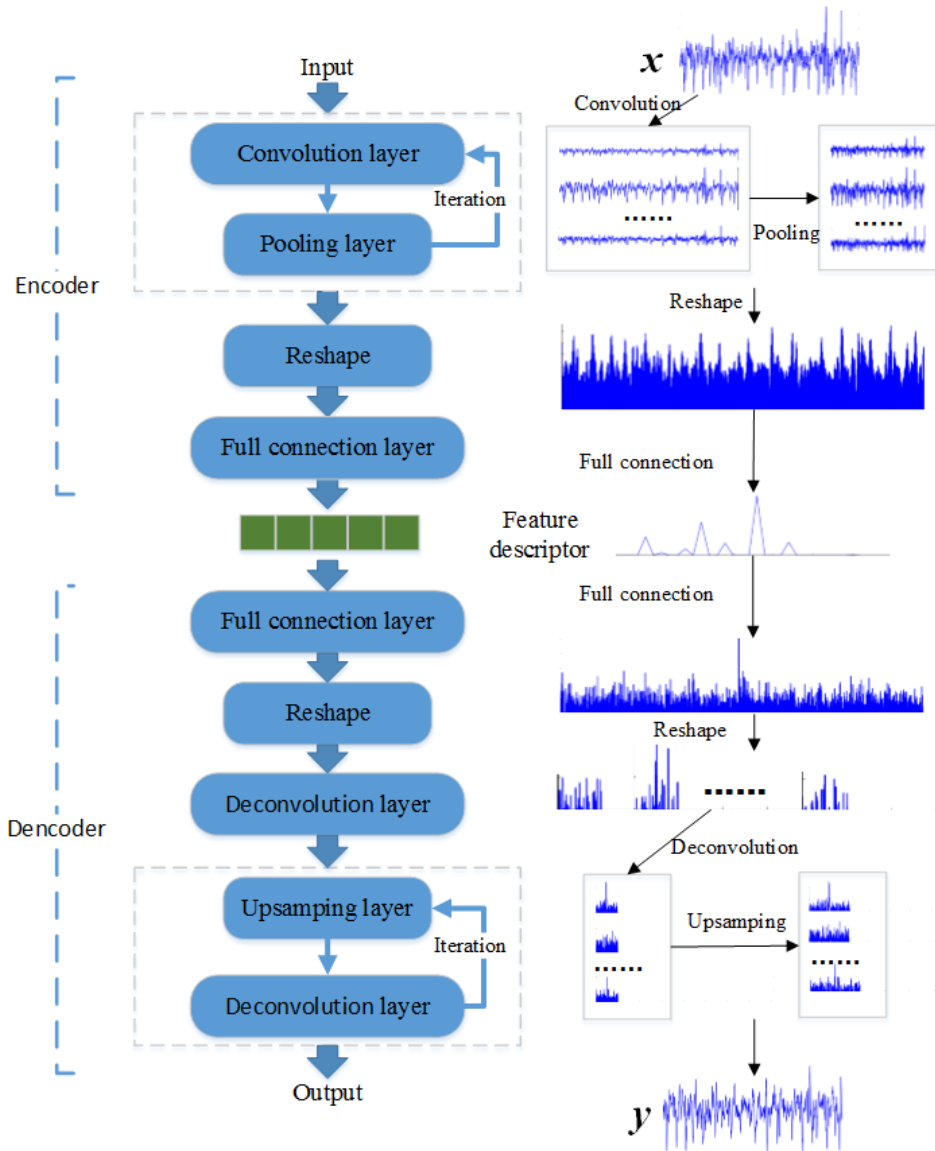 Input
Convolution layer
Iteration
Pooling layer
Encoder
Reshape
Full connection layer
Full connection layer
Reshape
Deconvolution layer
Dencoder
Upsamping layer
Iteration
Deconvolution layer
Output
x
Convolution
......
Pooling
......
Reshape
Full connection
Feature
descriptor
Full connection
Reshape
......
Deconvolution
......
Upsamping
......
y